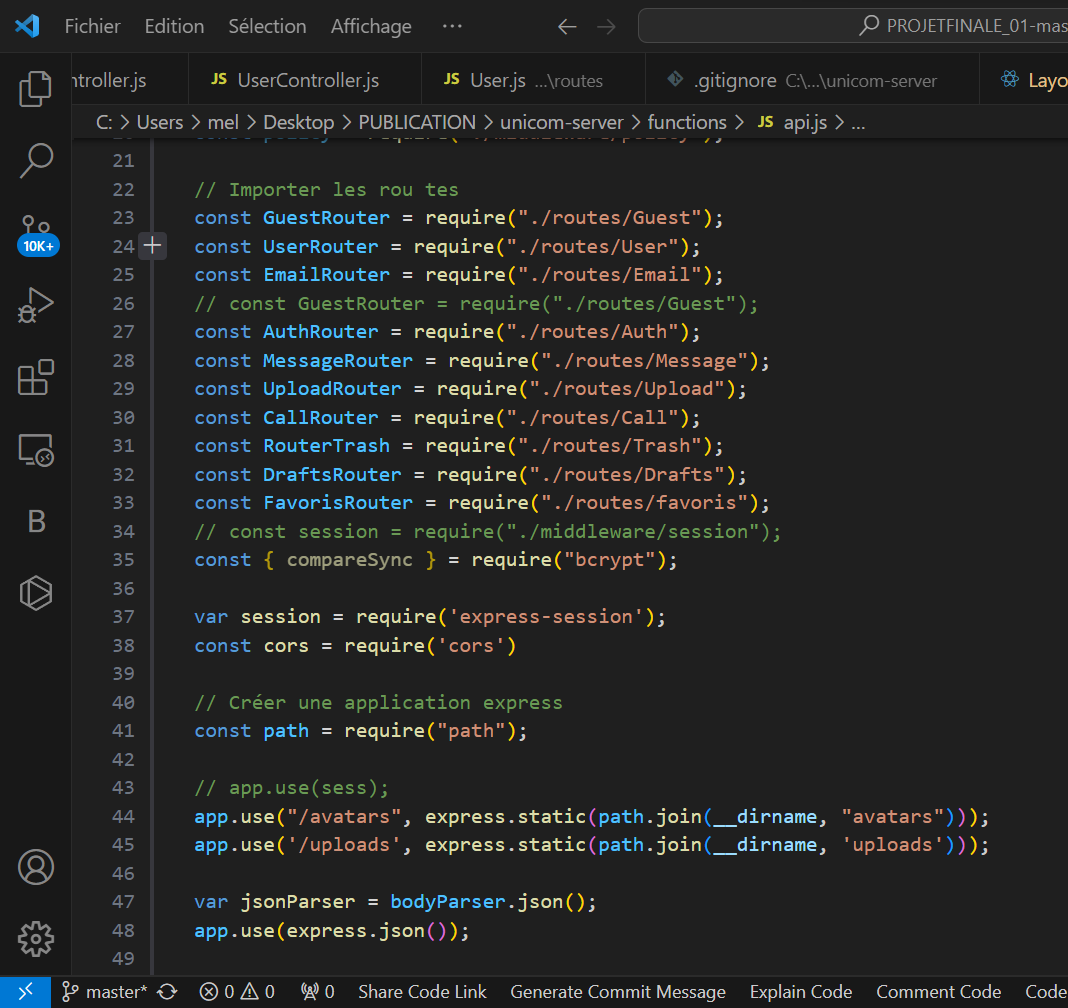 Fichier Edition Sélection Affichage ··· PROJETFINALE_01-mas
ntroller.js JS UserController.js JS User.js ...\routes .gitignore C:\...\unicom-server Layo
C: > Users > mel > Desktop > PUBLICATION > unicom-server > functions > JS api.js > ...
21
22 // Importer les rou tes
23 const GuestRouter = require("./routes/Guest");
24 const UserRouter = require("./routes/User");
25 const EmailRouter = require("./routes/Email");
26 // const GuestRouter = require("./routes/Guest");
27 const AuthRouter = require("./routes/Auth");
28 const MessageRouter = require("./routes/Message");
29 const UploadRouter = require("./routes/Upload");
30 const CallRouter = require("./routes/Call");
31 const RouterTrash = require("./routes/Trash");
32 const DraftsRouter = require("./routes/Drafts");
33 const FavorisRouter = require("./routes/favoris");
34 // const session = require("./middleware/session");
35 const { compareSync } = require("bcrypt");
36
37 var session = require('express-session');
38 const cors = require('cors')
39
40 // Créer une application express
41 const path = require("path");
42
43 // app.use(sess);
44 app.use("/avatars", express.static(path.join(__dirname, "avatars")));
45 app.use('/uploads', express.static(path.join(__dirname, 'uploads')));
46
47 var jsonParser = bodyParser.json();
48 app.use(express.json());
49
10K+
B
master* 0 0 0 Share Code Link Generate Commit Message Explain Code Comment Code Code